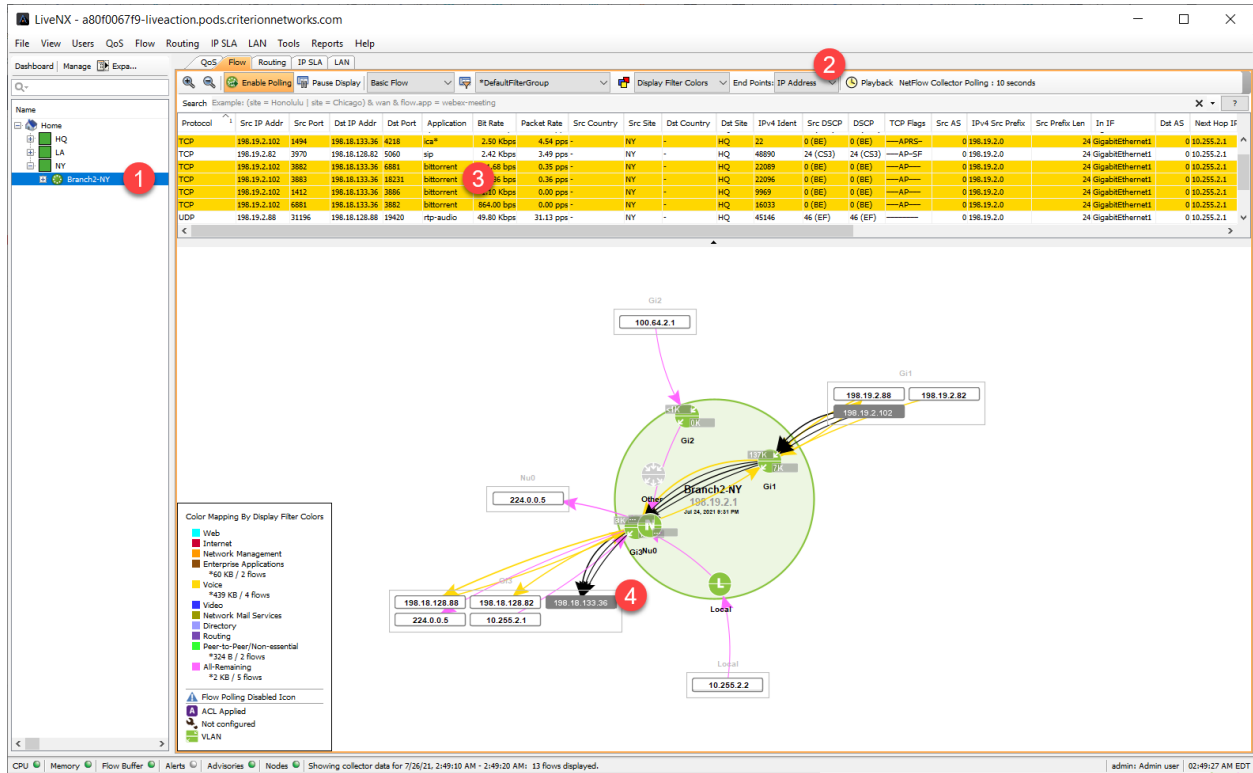 LiveNX - a80f0067f9-liveaction.pods.criterionnetworks.com
File View Users QoS Flow Routing IP SLA LAN Tools Reports Help
Dashboard Manage Expa...
QoS Flow Routing IP SLA LAN
2
Enable Polling Pause Display Basic Flow *DefaultFilterGroup Display Filter Colors End Points: IP Address Playback NetFlow Collector Polling : 10 seconds
Search Example: (site = Honolulu | site = Chicago) & wan & flow.app = webex-meeting ?
Name
Home
HQ
LA
NY
Branch2-NY
1
Protocol 1 Src IP Addr Src Port Dst IP Addr Dst Port Application Bit Rate Packet Rate Src Country Src Site Dst Country Dst Site IPv4 Ident Src DSCP DSCP TCP Flags Src AS IPv4 Src Prefix Src Prefix Len In IF Dst AS Next Hop IP
TCP 198.19.2.102 1494 198.18.133.36 4218 ica* 2.50 Kbps 4.54 pps - NY - HQ 22 0 (BE) 0 (BE) —APRS- 0 198.19.2.0 24 GigabitEthernet1 0 10.255.2.1
TCP 198.19.2.82 3970 198.18.128.82 5060 sip 2.42 Kbps 3.49 pps - NY - HQ 48890 24 (CS3) 24 (CS3) —AP-SF 0 198.19.2.0 24 GigabitEthernet1 0 10.255.2.1
TCP 198.19.2.102 3882 198.18.133.36 6881 bittorrent .68 bps 0.35 pps - NY - HQ 22089 0 (BE) 0 (BE) —AP— 0 198.19.2.0 24 GigabitEthernet1 0 10.255.2.1
TCP 198.19.2.102 3883 198.18.133.36 18231 bittorrent 36 bps 0.36 pps - NY - HQ 22096 0 (BE) 0 (BE) —AP— 0 198.19.2.0 24 GigabitEthernet1 0 10.255.2.1
TCP 198.19.2.102 1412 198.18.133.36 3886 bittorrent .10 Kbps 0.00 pps - NY - HQ 9969 0 (BE) 0 (BE) —AP— 0 198.19.2.0 24 GigabitEthernet1 0 10.255.2.1
TCP 198.19.2.102 6881 198.18.133.36 3882 bittorrent 864.00 bps 0.00 pps - NY - HQ 16033 0 (BE) 0 (BE) —AP— 0 198.19.2.0 24 GigabitEthernet1 0 10.255.2.1
UDP 198.19.2.88 31196 198.18.128.88 19420 rtp-audio 49.80 Kbps 31.13 pps - NY - HQ 45146 46 (EF) 46 (EF) 0 198.19.2.0 24 GigabitEthernet1 0 10.255.2.1
3
Gi2
100.64.2.1
Gi1
198.19.2.88 198.19.2.82
198.19.2.102
0K
Gi2
137K
7K
Gi1
Nu0
224.0.0.5
Other
Branch2-NY
198.19.2.1
Jul 24, 2021 9:31 PM
N
Gi3 Nu0
Gi3
198.18.128.88 198.18.128.82 198.18.133.36
224.0.0.5 10.255.2.1
4
L
Local
Local
10.255.2.2
Color Mapping By Display Filter Colors
Web
Internet
Network Management
Enterprise Applications
*60 KB / 2 flows
Voice
*439 KB / 4 flows
Video
Network Mail Services
Directory
Routing
Peer-to-Peer/Non-essential
*324 B / 2 flows
All-Remaining
*2 KB / 5 flows
Flow Polling Disabled Icon
A ACL Applied
Not configured
VLAN
CPU Memory Flow Buffer Alerts Advisories Nodes Showing collector data for 7/26/21, 2:49:10 AM - 2:49:20 AM: 13 flows displayed. admin: Admin user 02:49:27 AM EDT